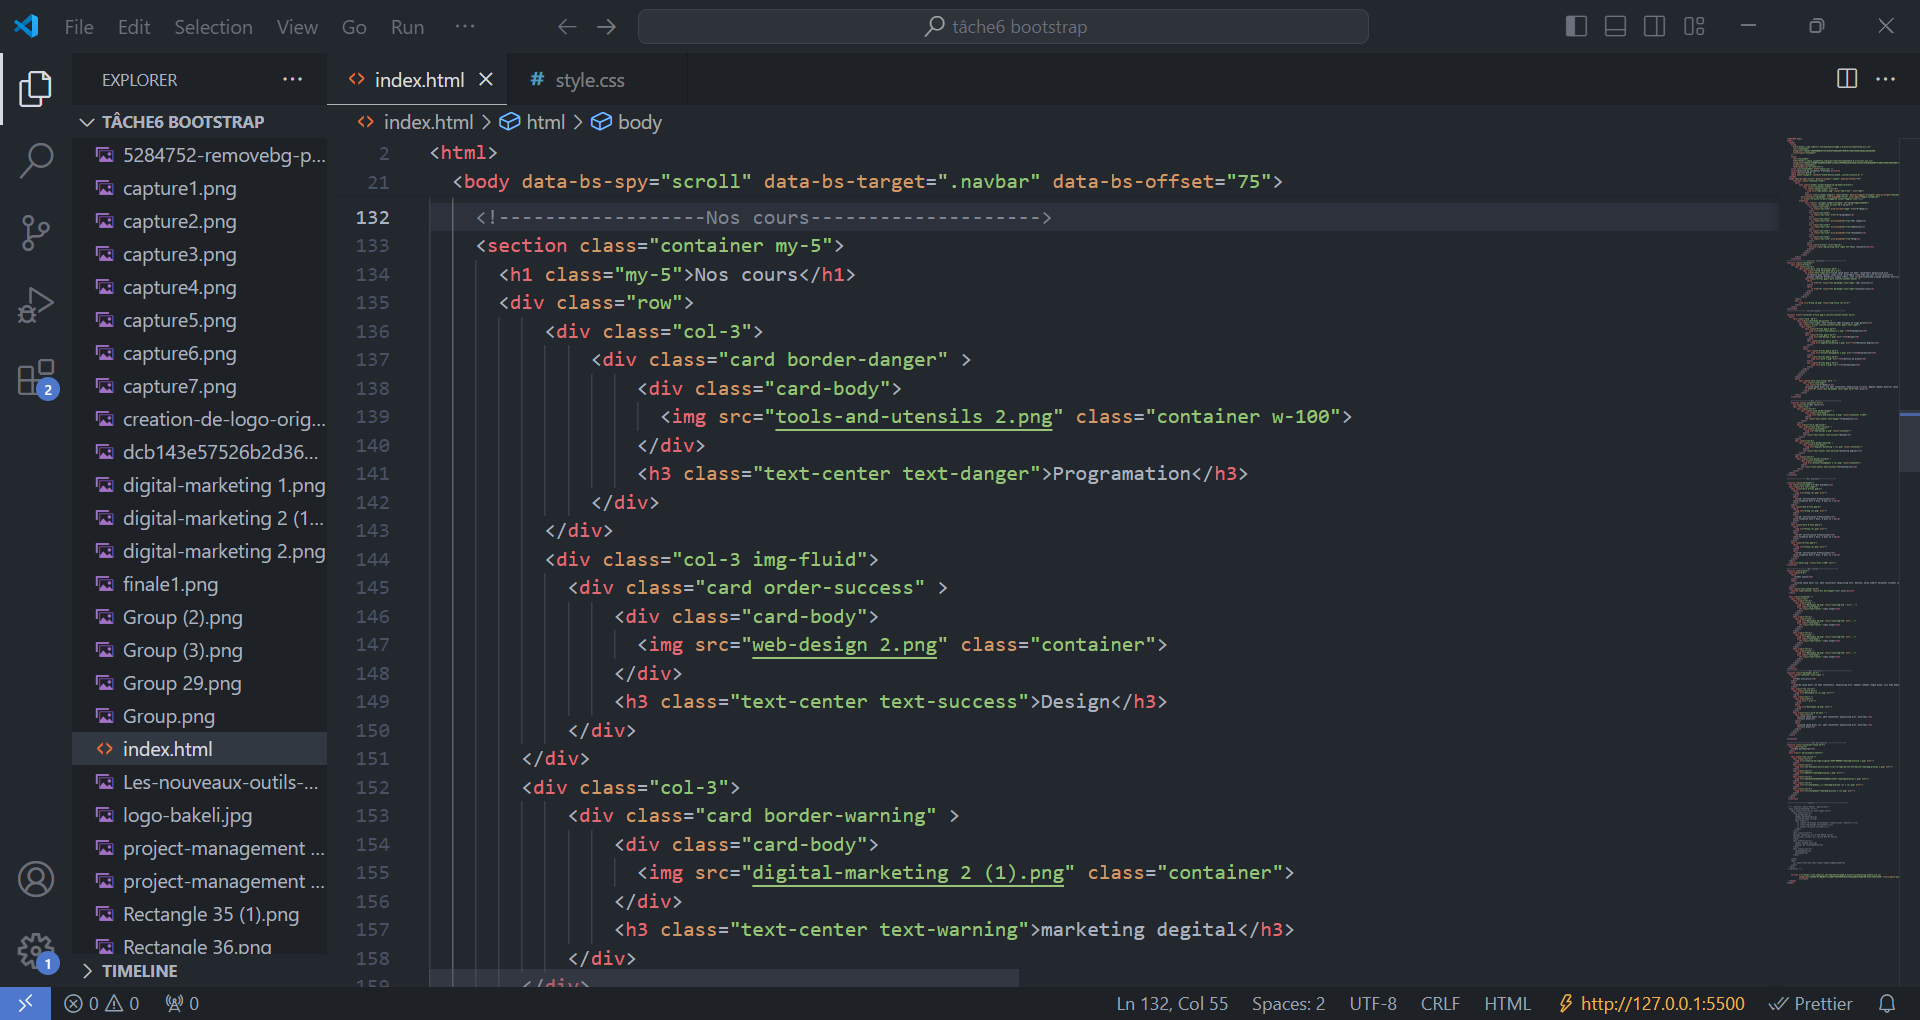 File Edit Selection View Go Run ··· ← → tâche6 bootstrap
EXPLORER ···
TÂCHE6 BOOTSTRAP
5284752-removebg-p...
capture1.png
capture2.png
capture3.png
capture4.png
capture5.png
capture6.png
capture7.png
creation-de-logo-orig...
dcb143e57526b2d36...
digital-marketing 1.png
digital-marketing 2 (1...
digital-marketing 2.png
finale1.png
Group (2).png
Group (3).png
Group 29.png
Group.png
<> index.html
Les-nouveaux-outils-...
logo-bakeli.jpg
project-management ...
project-management ...
Rectangle 35 (1).png
Rectangle 36.png
TIMELINE
2
1
<> index.html × # style.css
<> index.html > html > body
2 <html>
21 <body data-bs-spy="scroll" data-bs-target=".navbar" data-bs-offset="75">
132 <!------------------Nos cours-------------------->
133 <section class="container my-5">
134 <h1 class="my-5">Nos cours</h1>
135 <div class="row">
136 <div class="col-3">
137 <div class="card border-danger" >
138 <div class="card-body">
139 <img src="tools-and-utensils 2.png" class="container w-100">
140 </div>
141 <h3 class="text-center text-danger">Programation</h3>
142 </div>
143 </div>
144 <div class="col-3 img-fluid">
145 <div class="card order-success" >
146 <div class="card-body">
147 <img src="web-design 2.png" class="container">
148 </div>
149 <h3 class="text-center text-success">Design</h3>
150 </div>
151 </div>
152 <div class="col-3">
153 <div class="card border-warning" >
154 <div class="card-body">
155 <img src="digital-marketing 2 (1).png" class="container">
156 </div>
157 <h3 class="text-center text-warning">marketing degital</h3>
158 </div>
159 </div>
0 0 0 Ln 132, Col 55 Spaces: 2 UTF-8 CRLF HTML http://127.0.0.1:5500 Prettier